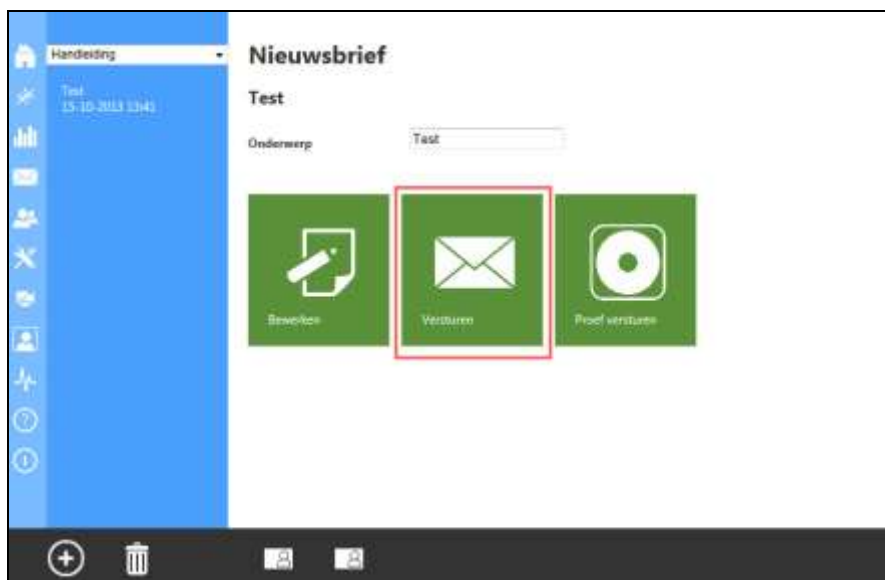 Handleiding
Test
15-10-2013 13:41
Nieuwsbrief
Test
Onderwerp
Test
Bewerken
Versturen
Proef versturen